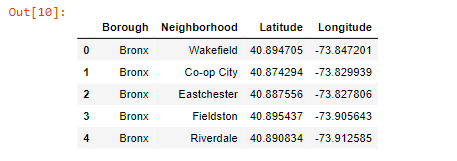 Out[10]:
Borough Neighborhood Latitude Longitude
0 Bronx Wakefield 40.894705 -73.847201
1 Bronx Co-op City 40.874294 -73.829939
2 Bronx Eastchester 40.887556 -73.827806
3 Bronx Fieldston 40.895437 -73.905643
4 Bronx Riverdale 40.890834 -73.912585